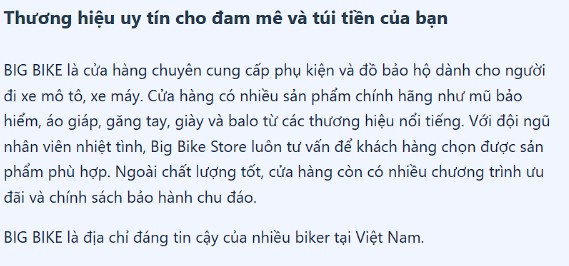 Thương hiệu uy tín cho đam mê và túi tiền của bạn
BIG BIKE là cửa hàng chuyên cung cấp phụ kiện và đồ bảo hộ dành cho người
đi xe mô tô, xe máy. Cửa hàng có nhiều sản phẩm chính hãng như mũ bảo
hiểm, áo giáp, găng tay, giày và balo từ các thương hiệu nổi tiếng. Với đội ngũ
nhân viên nhiệt tình, Big Bike Store luôn tư vấn để khách hàng chọn được sản
phẩm phù hợp. Ngoài chất lượng tốt, cửa hàng còn có nhiều chương trình ưu
đãi và chính sách bảo hành chu đáo.
BIG BIKE là địa chỉ đáng tin cậy của nhiều biker tại Việt Nam.